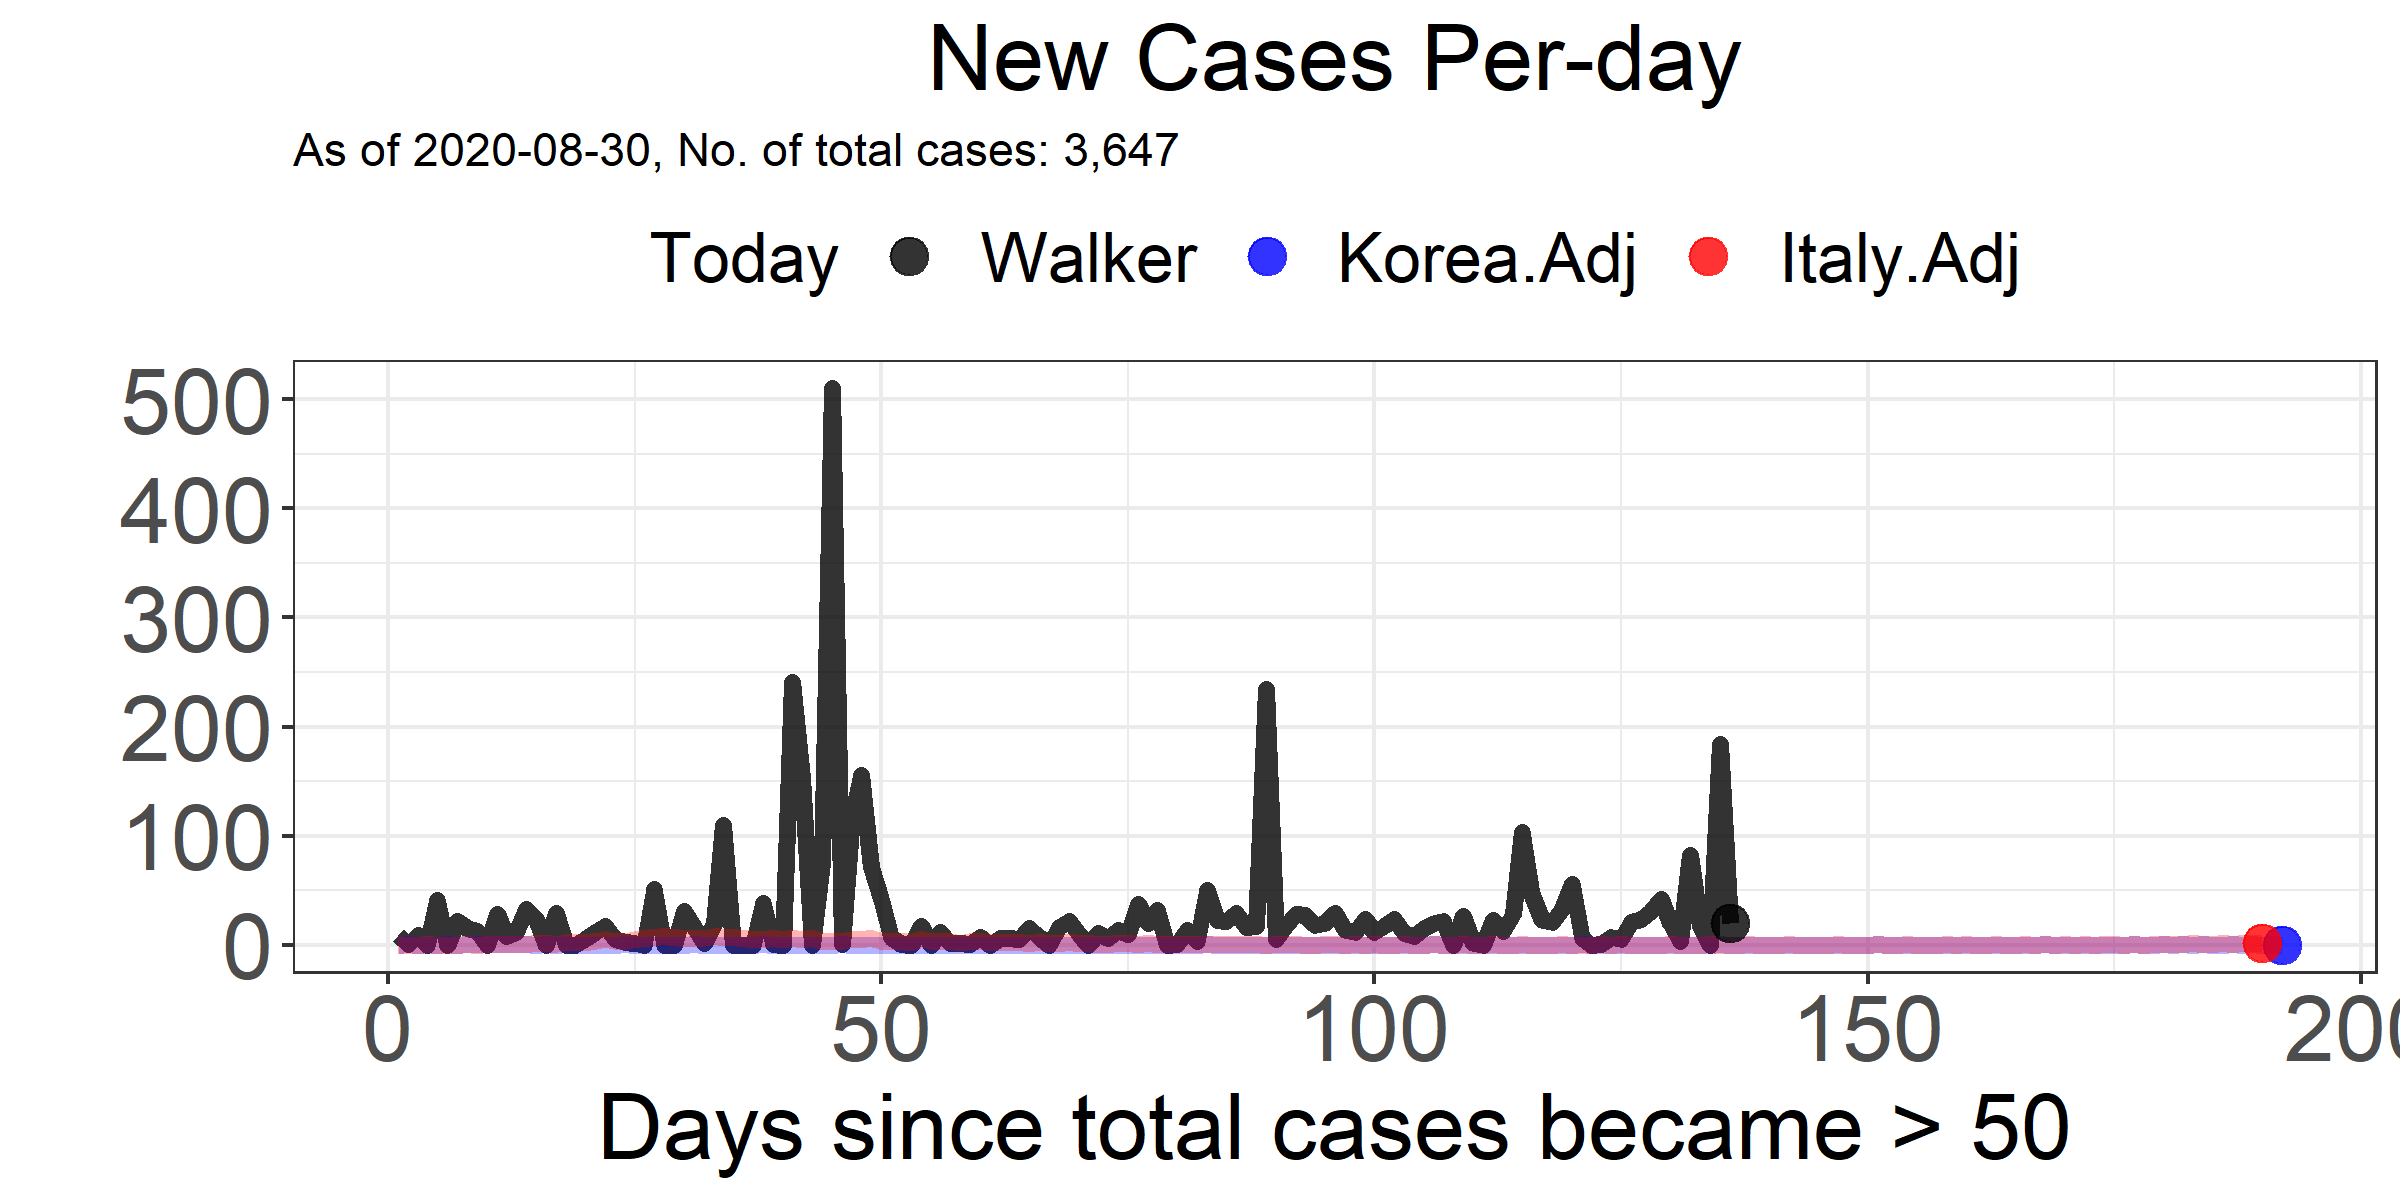 New Cases Per-day
As of 2020-08-30, No. of total cases: 3,647
Today Walker Korea.Adj Italy.Adj
500
400
300
200
100
0
0 50 100 150 200
Days since total cases became > 50